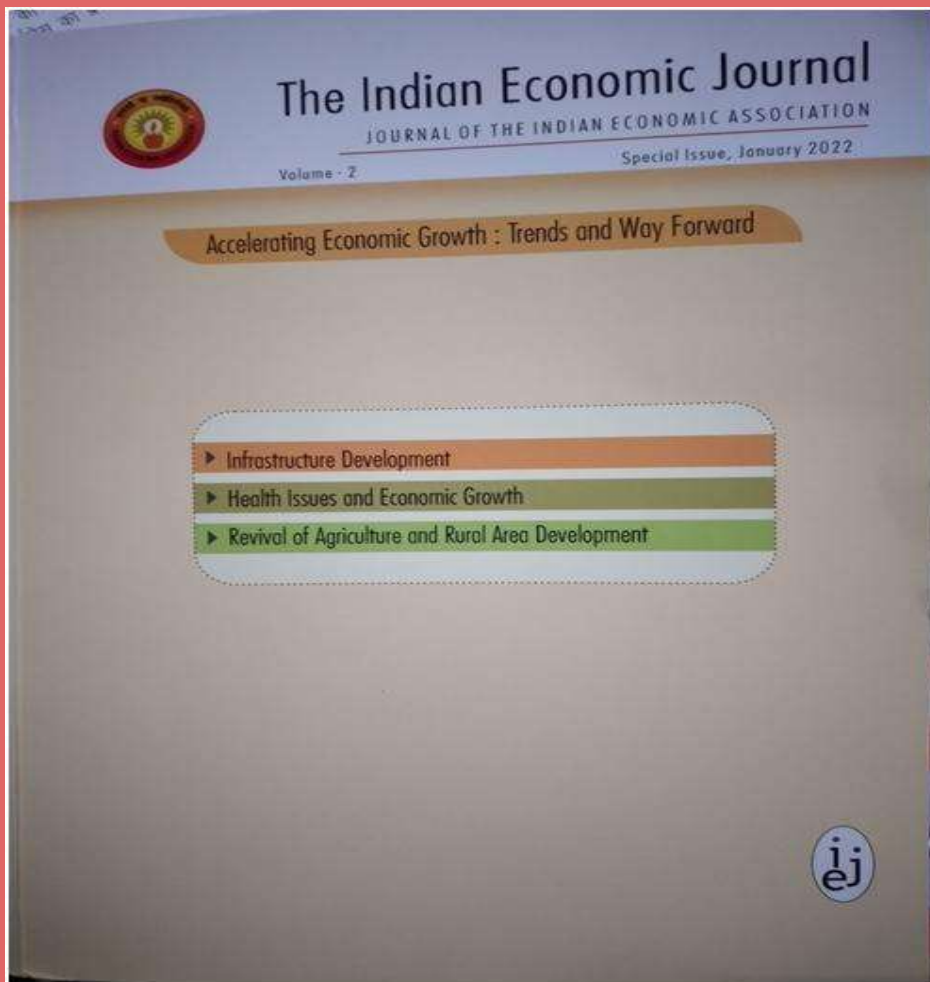 The Indian Economic Journal
JOURNAL OF THE INDIAN ECONOMIC ASSOCIATION
Volume - 2
Special Issue, January 2022
Accelerating Economic Growth : Trends and Way Forward
Infrastructure Development
Health Issues and Economic Growth
Revival of Agriculture and Rural Area Development
iej